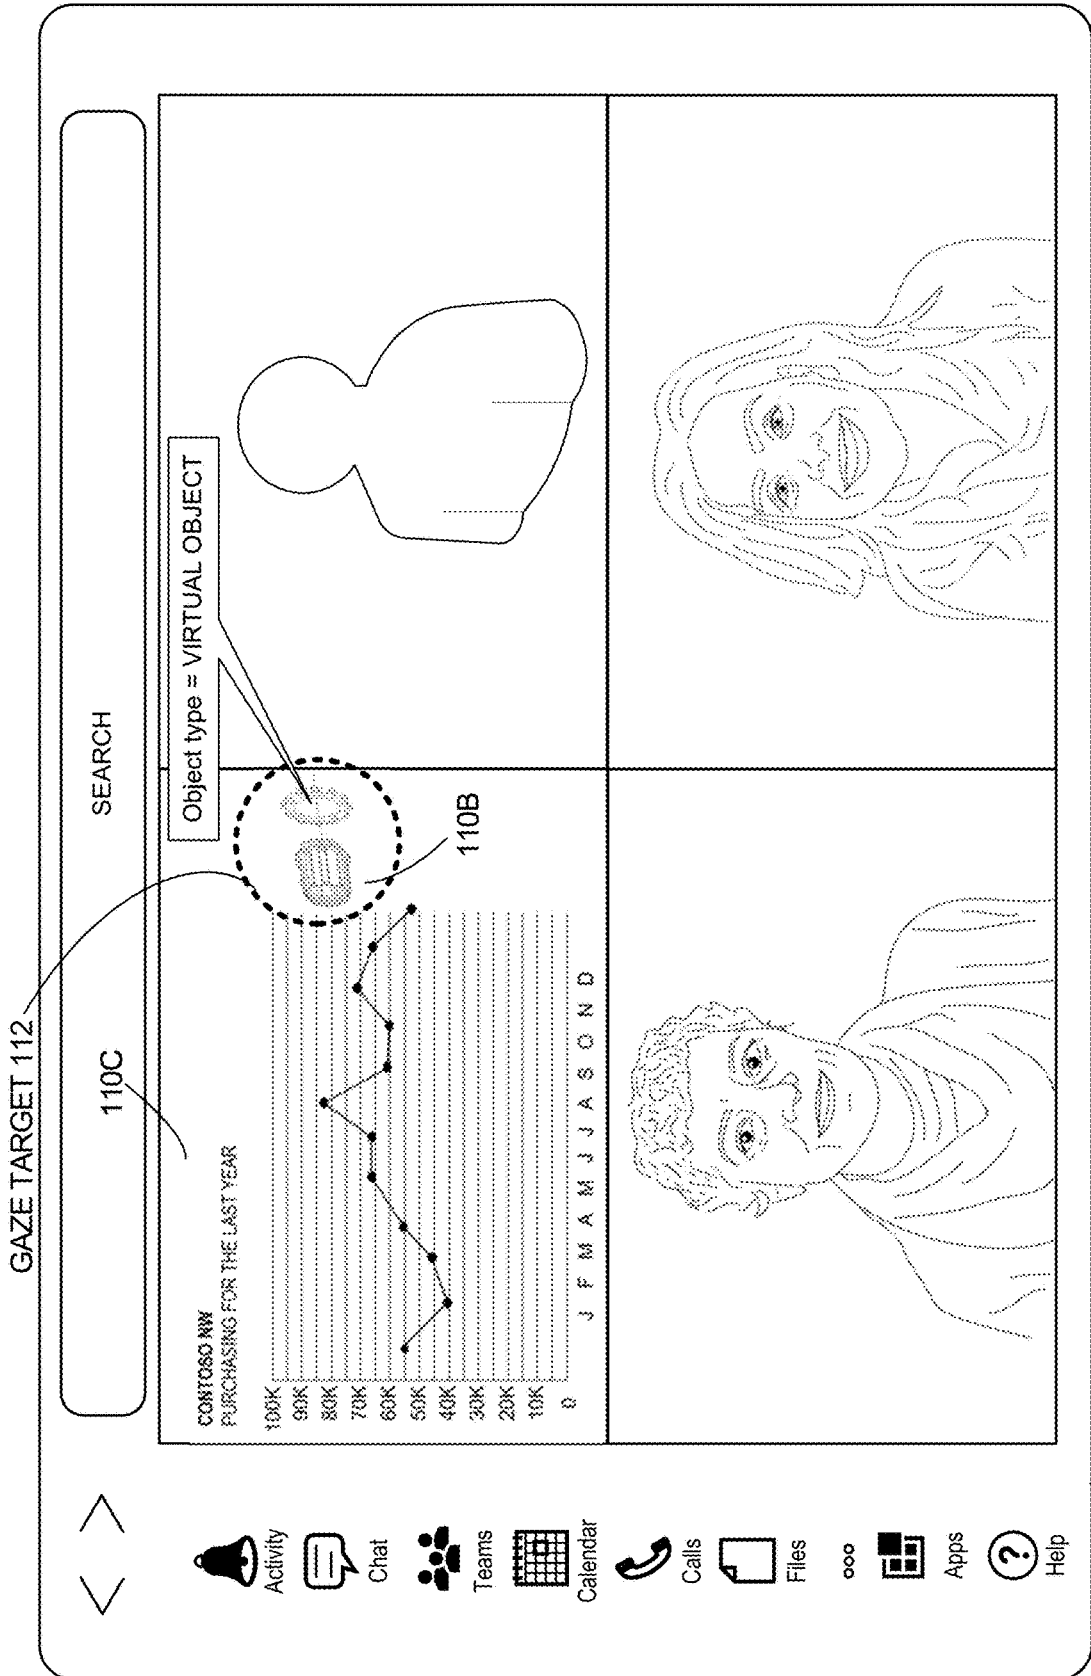 GAZE TARGET 112
110C
SEARCH
Object type = VIRTUAL OBJECT
110B
CONTOSO NW
PURCHASING FOR THE LAST YEAR
100K
90K
80K
70K
60K
50K
40K
30K
20K
10K
0
J F M A M J J A S O N D
Activity
Chat
Teams
Calendar
Calls
Files
Apps
?
Help